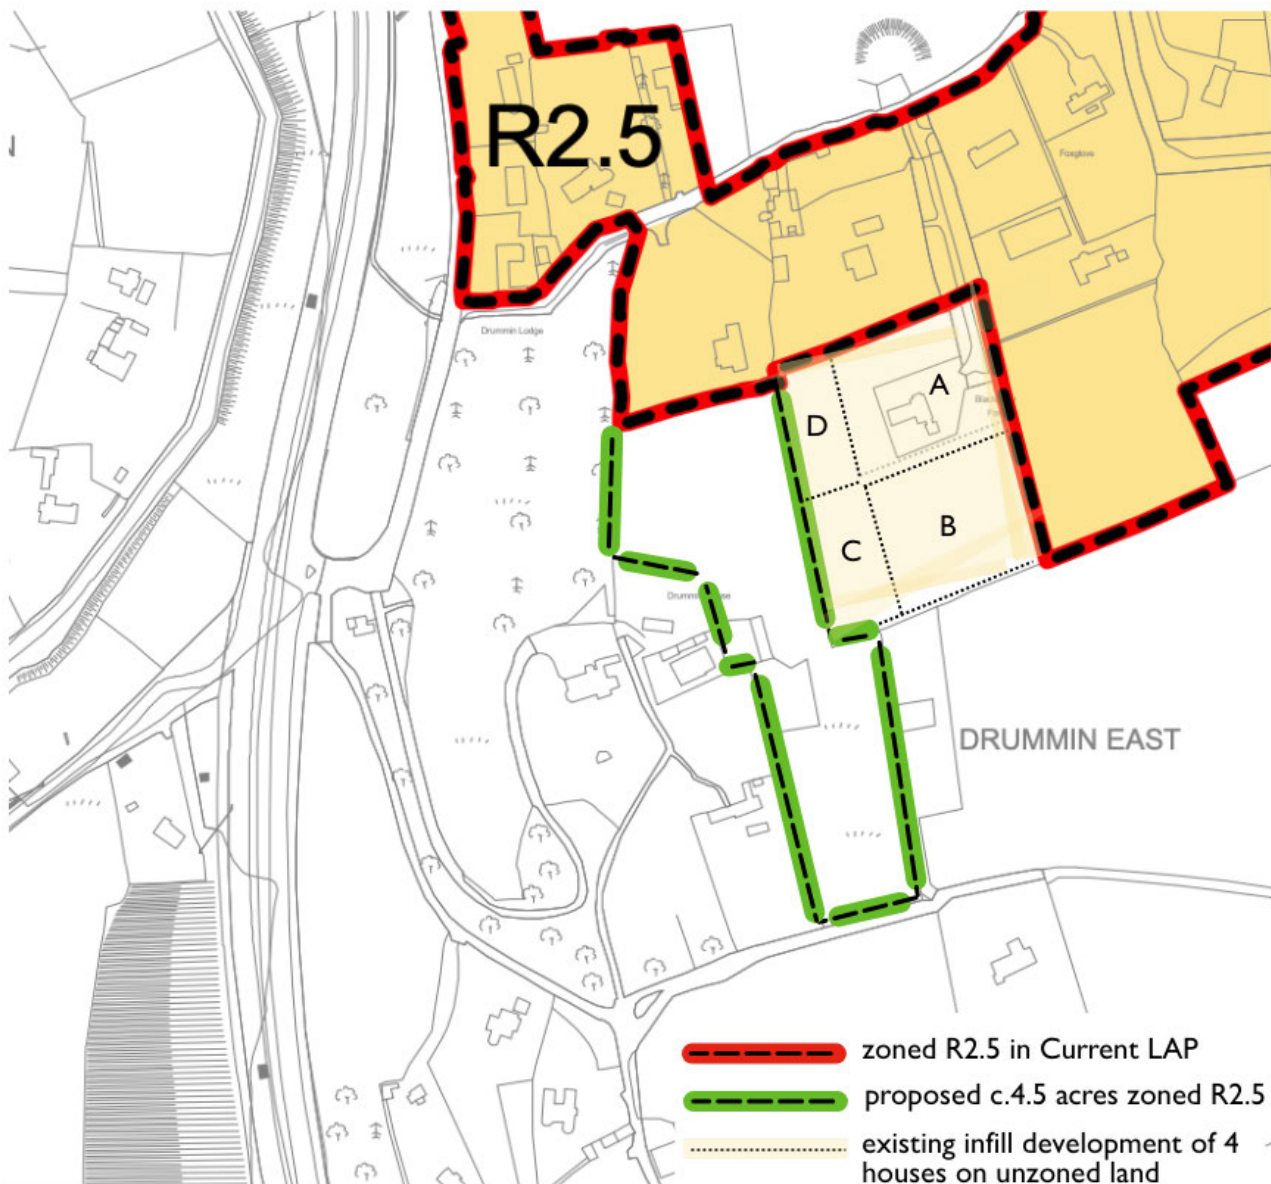 R2.5
Foxglove
Drummin Lodge
A
D
B
C
DRUMMIN EAST
zoned R2.5 in Current LAP
proposed c.4.5 acres zoned R2.5
existing infill development of 4
houses on unzoned land